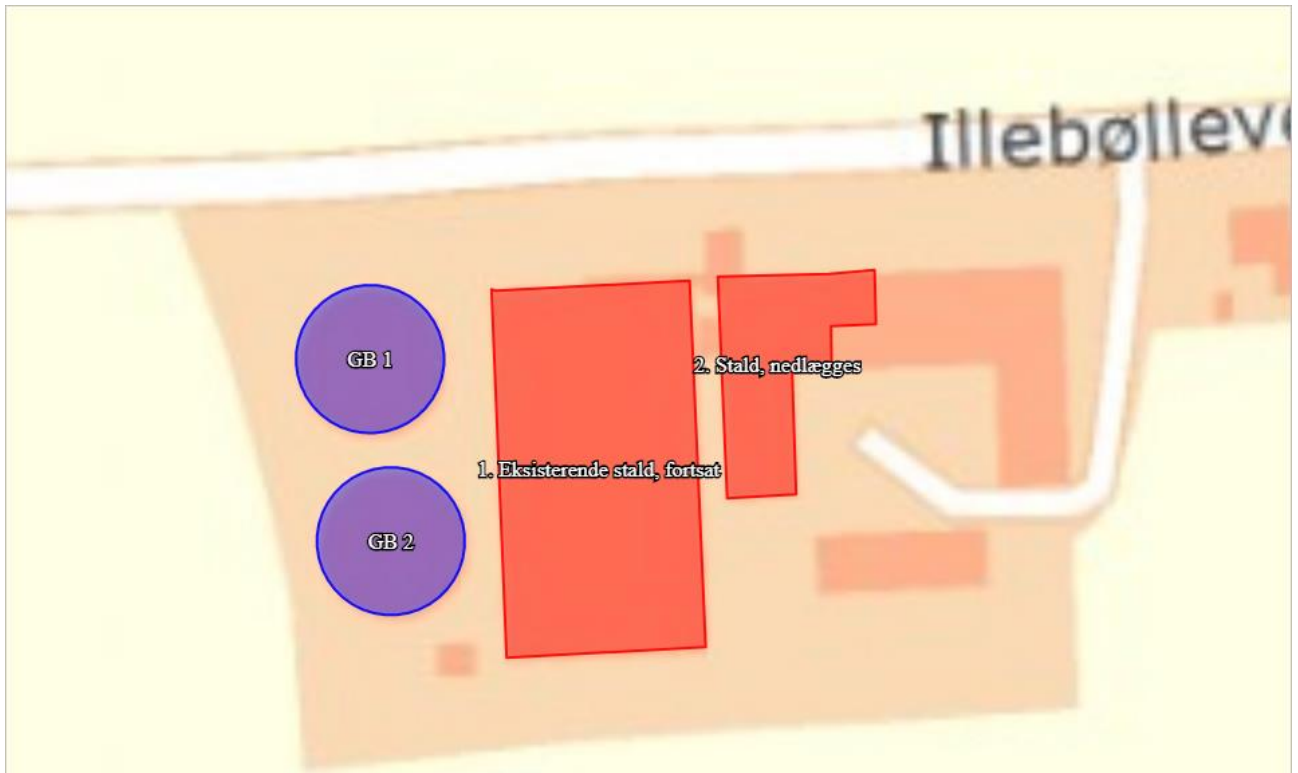 Illebølleve
GB 1
2. Stald, nedlægges
1. Eksisterende stald, fortsat
GB 2